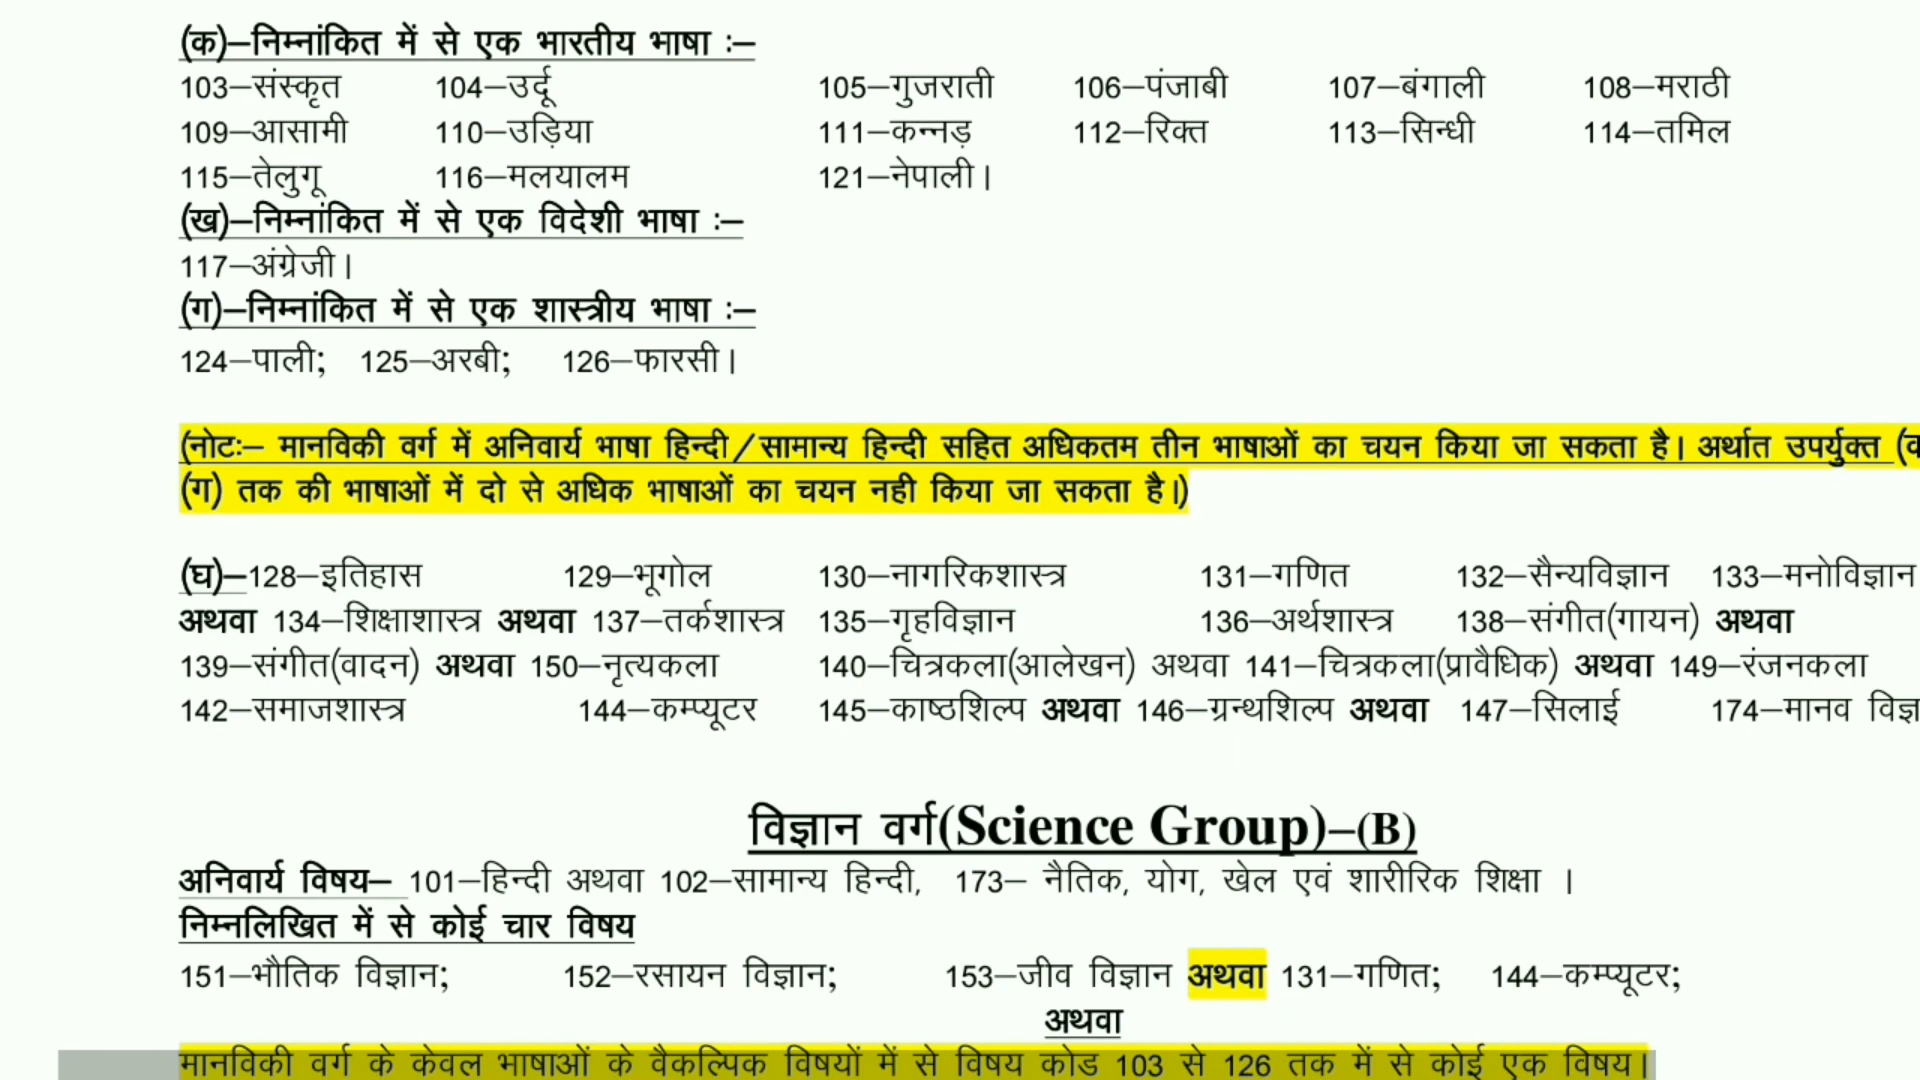 (क)–निम्नांकित में से एक भारतीय भाषा :–
103–संस्कृत 104–उर्दू 105–गुजराती 106–पंजाबी 107–बंगाली 108–मराठी
109–आसामी 110–उड़िया 111–कन्नड़ 112–रिक्त 113–सिन्धी 114–तमिल
115–तेलुगू 116–मलयालम 121–नेपाली।
(ख)–निम्नांकित में से एक विदेशी भाषा :–
117–अंग्रेजी।
(ग)–निम्नांकित में से एक शास्त्रीय भाषा :–
124–पाली; 125–अरबी; 126–फारसी।
(नोटः– मानविकी वर्ग में अनिवार्य भाषा हिन्दी/सामान्य हिन्दी सहित अधिकतम तीन भाषाओं का चयन किया जा सकता है। अर्थात उपर्युक्त
(ग) तक की भाषाओं में दो से अधिक भाषाओं का चयन नही किया जा सकता है।)
(घ)–128–इतिहास 129–भूगोल 130–नागरिकशास्त्र 131–गणित 132–सैन्यविज्ञान 133–मनोविज्ञान
अथवा 134–शिक्षाशास्त्र अथवा 137–तर्कशास्त्र 135–गृहविज्ञान 136–अर्थशास्त्र 138–संगीत(गायन) अथवा
139–संगीत(वादन) अथवा 150–नृत्यकला 140–चित्रकला(आलेखन) अथवा 141–चित्रकला(प्राविधिक) अथवा 149–रंजनकला
142–समाजशास्त्र 144–कम्प्यूटर 145–काष्ठशिल्प अथवा 146–ग्रन्थशिल्प अथवा 147–सिलाई 174–मानव
विज्ञान वर्ग(Science Group)–(B)
अनिवार्य विषय– 101–हिन्दी अथवा 102–सामान्य हिन्दी, 173– नैतिक, योग, खेल एवं शारीरिक शिक्षा ।
निम्नलिखित में से कोई चार विषय
151–भौतिक विज्ञान; 152–रसायन विज्ञान; 153–जीव विज्ञान अथवा 131–गणित; 144–कम्प्यूटर;
अथवा
मानविकी वर्ग के केवल भाषाओं के वैकल्पिक विषयों में से विषय कोड 103 से 126 तक में से कोई एक विषय।